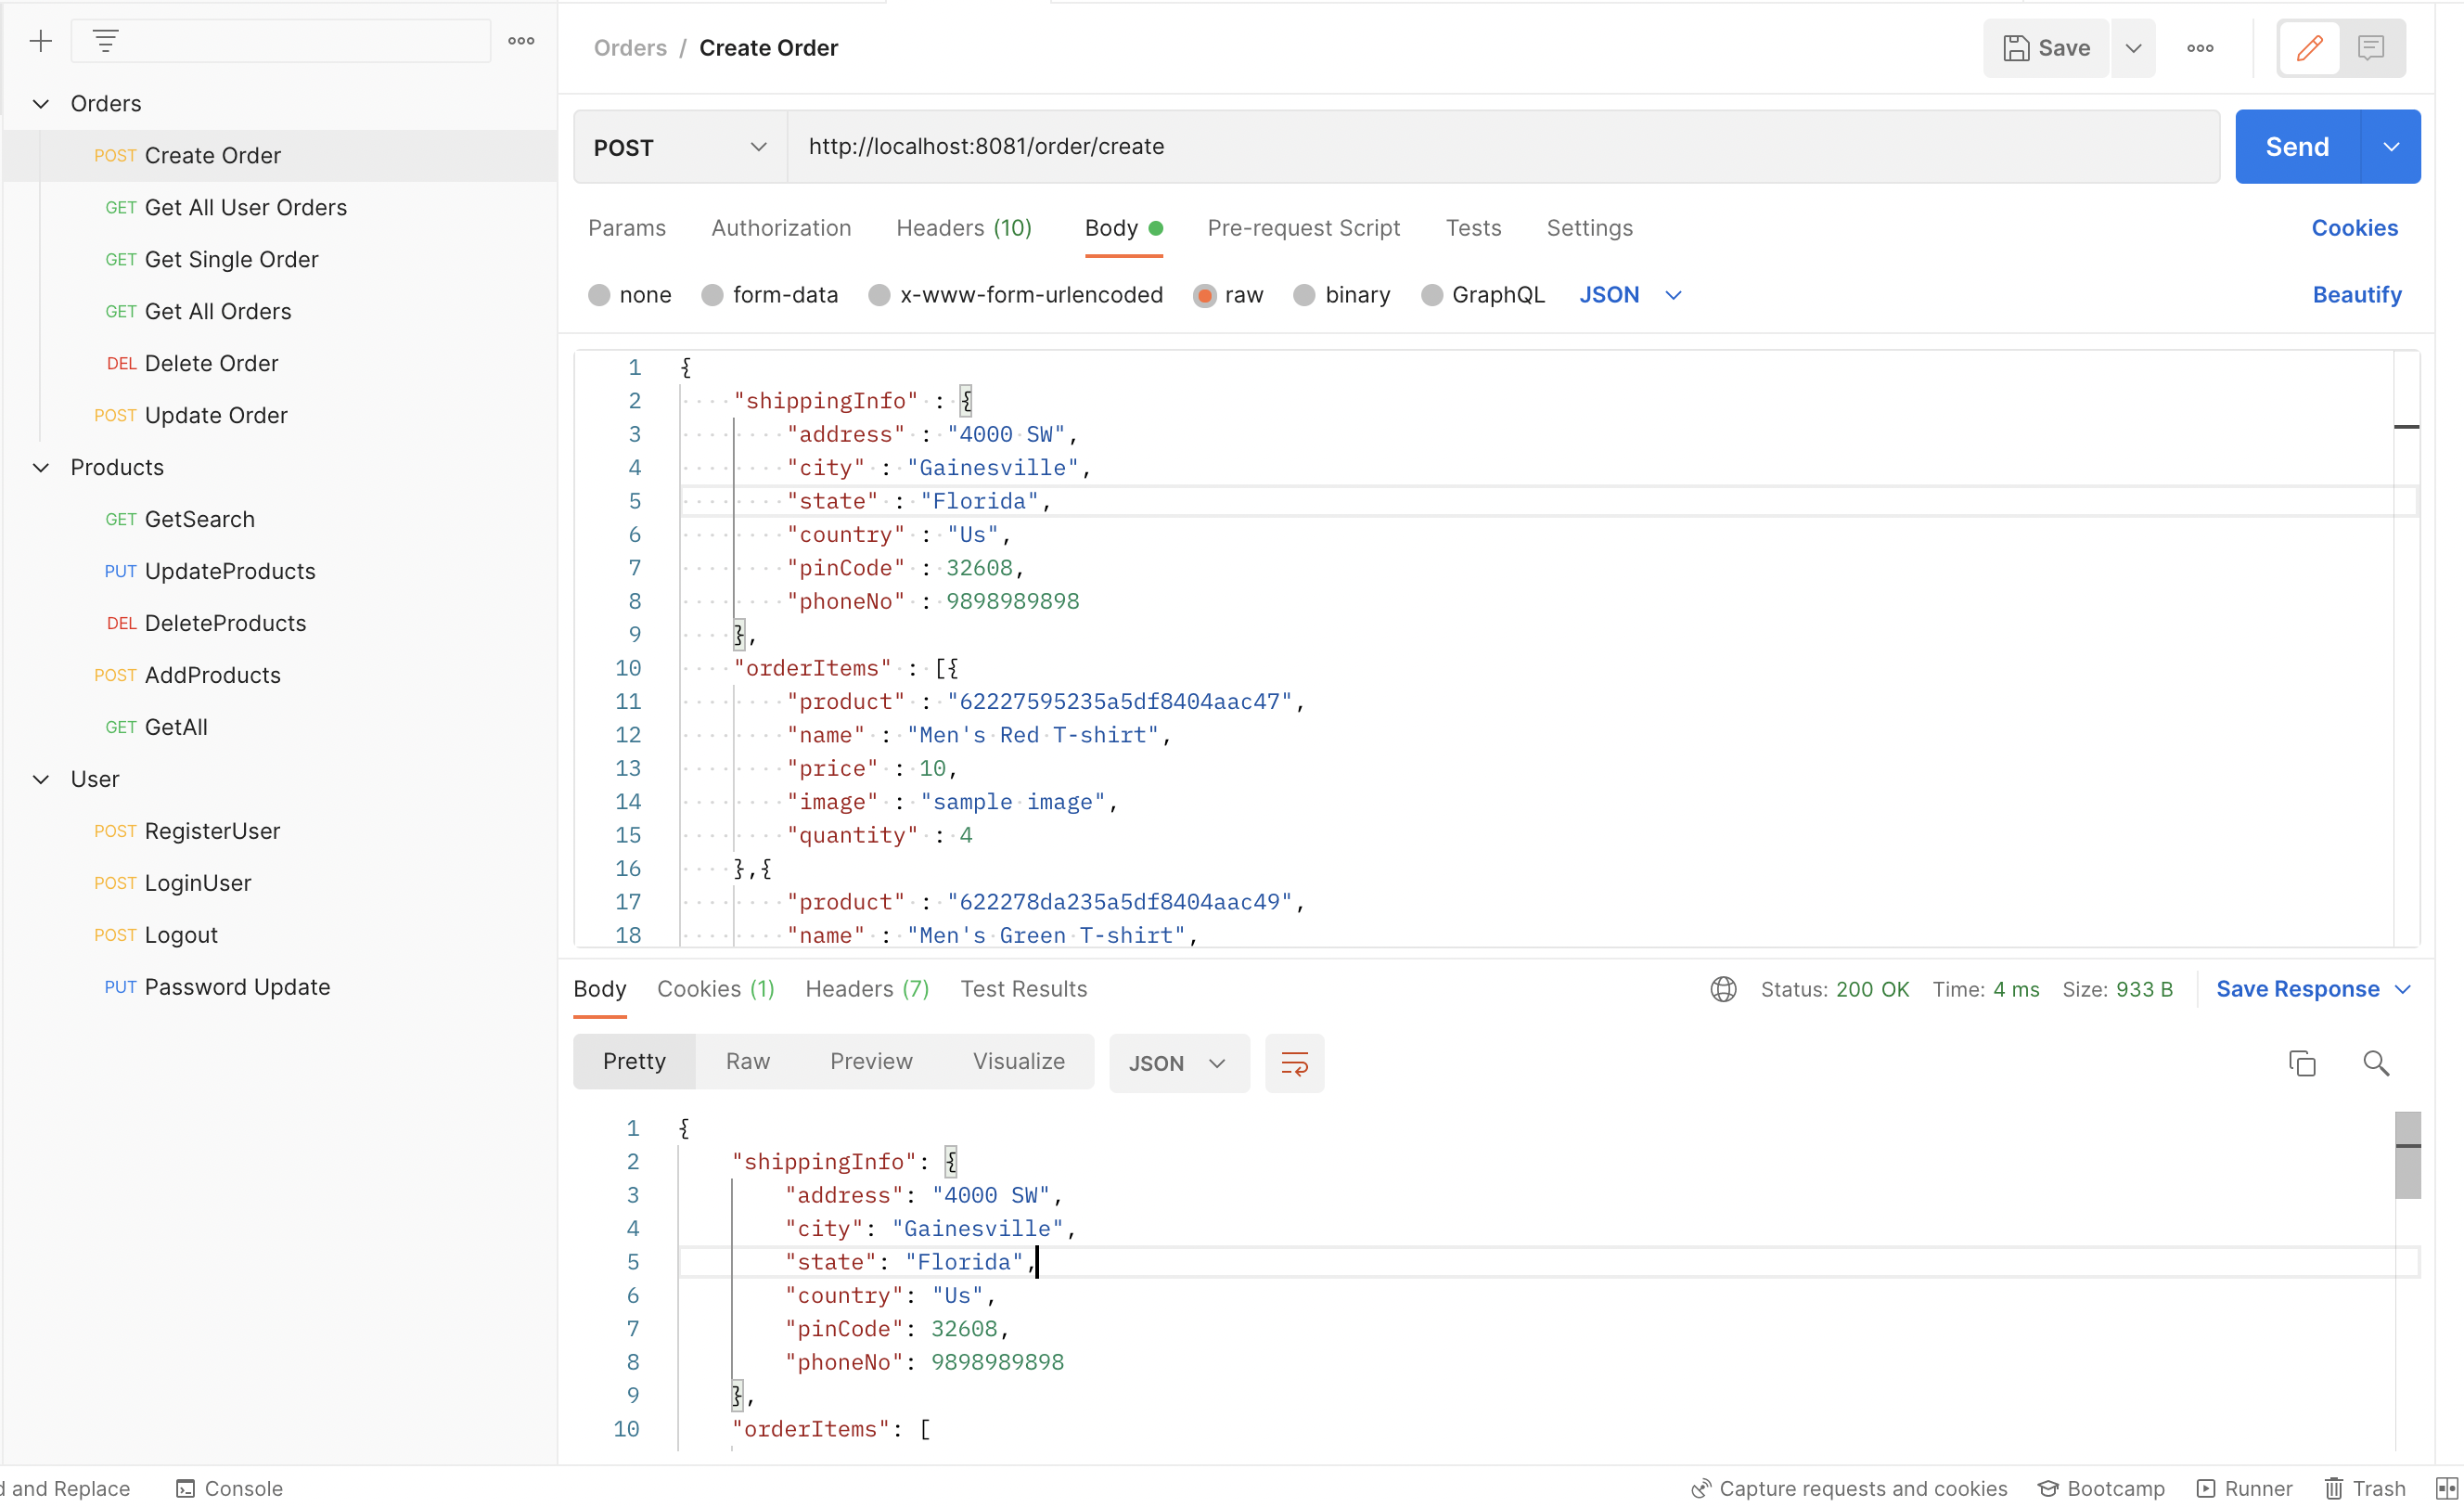 Orders
POST Create Order
GET Get All User Orders
GET Get Single Order
GET Get All Orders
DEL Delete Order
POST Update Order
Products
GET GetSearch
PUT UpdateProducts
DEL DeleteProducts
POST AddProducts
GET GetAll
User
POST RegisterUser
POST LoginUser
POST Logout
PUT Password Update
Orders / Create Order
Save
POST http://localhost:8081/order/create Send
Params Authorization Headers (10) Body Pre-request Script Tests Settings Cookies
none form-data x-www-form-urlencoded raw binary GraphQL JSON Beautify
1 {
2 "shippingInfo" : {
3 "address" : "4000 SW",
4 "city" : "Gainesville",
5 "state" : "Florida",
6 "country" : "Us",
7 "pinCode" : 32608,
8 "phoneNo" : 9898989898
9 },
10 "orderItems" : [{
11 "product" : "62227595235a5df8404aac47",
12 "name" : "Men's Red T-shirt",
13 "price" : 10,
14 "image" : "sample image",
15 "quantity" : 4
16 },{
17 "product" : "622278da235a5df8404aac49",
18 "name" : "Men's Green T-shirt",
Body Cookies (1) Headers (7) Test Results Status: 200 OK Time: 4 ms Size: 933 B Save Response
Pretty Raw Preview Visualize JSON
1 {
2 "shippingInfo": {
3 "address": "4000 SW",
4 "city": "Gainesville",
5 "state": "Florida",
6 "country": "Us",
7 "pinCode": 32608,
8 "phoneNo": 9898989898
9 },
10 "orderItems": [
and Replace Console Capture requests and cookies Bootcamp Runner Trash